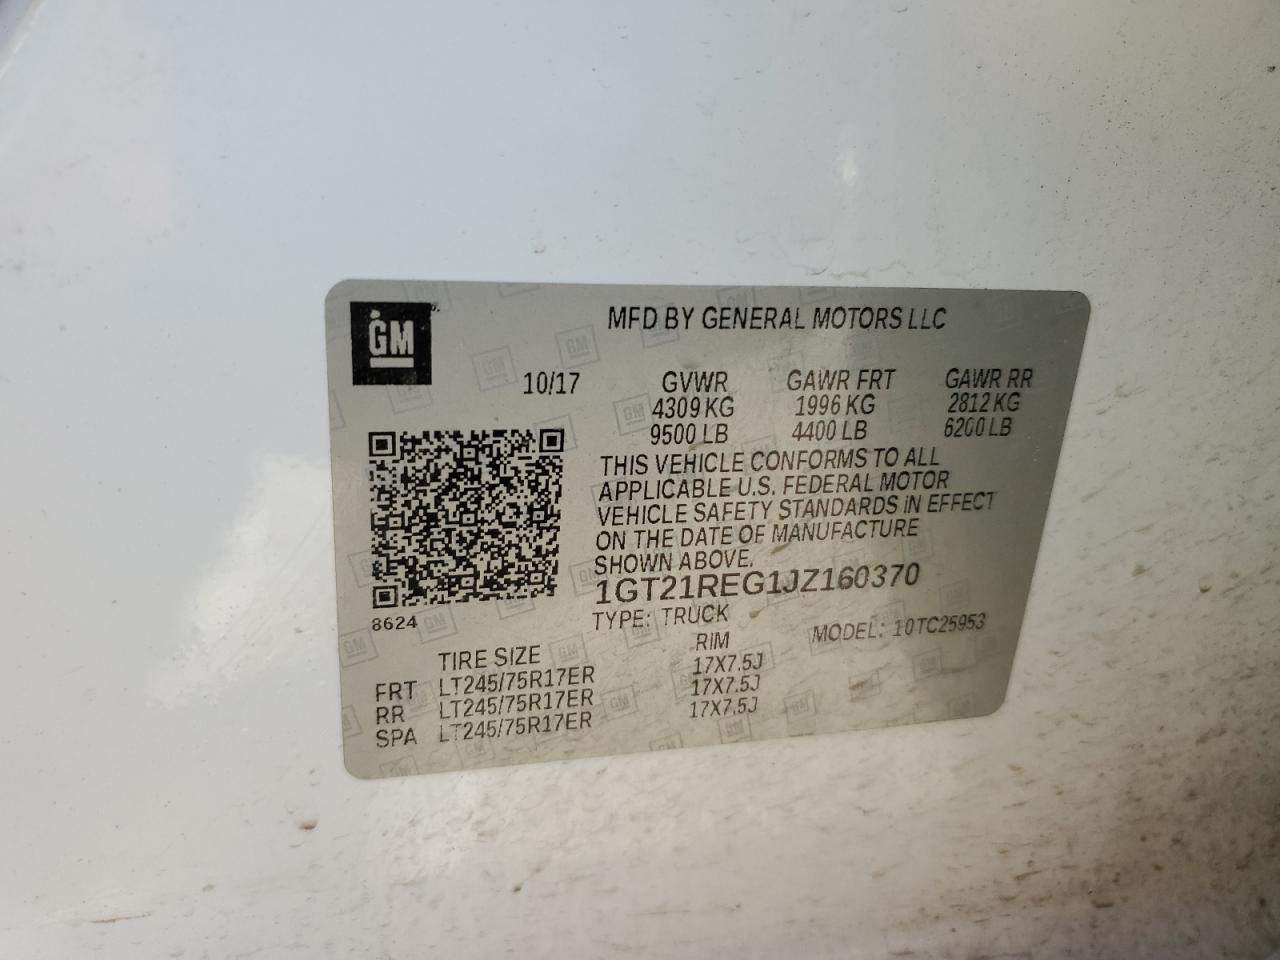 GM
MFD BY GENERAL MOTORS LLC
10/17 GVWR GAWR FRT GAWR RR
4309 KG 1996 KG 2812 KG
9500 LB 4400 LB 6200 LB
THIS VEHICLE CONFORMS TO ALL
APPLICABLE U.S. FEDERAL MOTOR
VEHICLE SAFETY STANDARDS IN EFFECT
ON THE DATE OF MANUFACTURE
SHOWN ABOVE.
1GT21REG1JZ160370
8624 TYPE: TRUCK MODEL: 10TC25953
TIRE SIZE RIM
FRT LT245/75R17ER 17X7.5J
RR LT245/75R17ER 17X7.5J
SPA LT245/75R17ER 17X7.5J